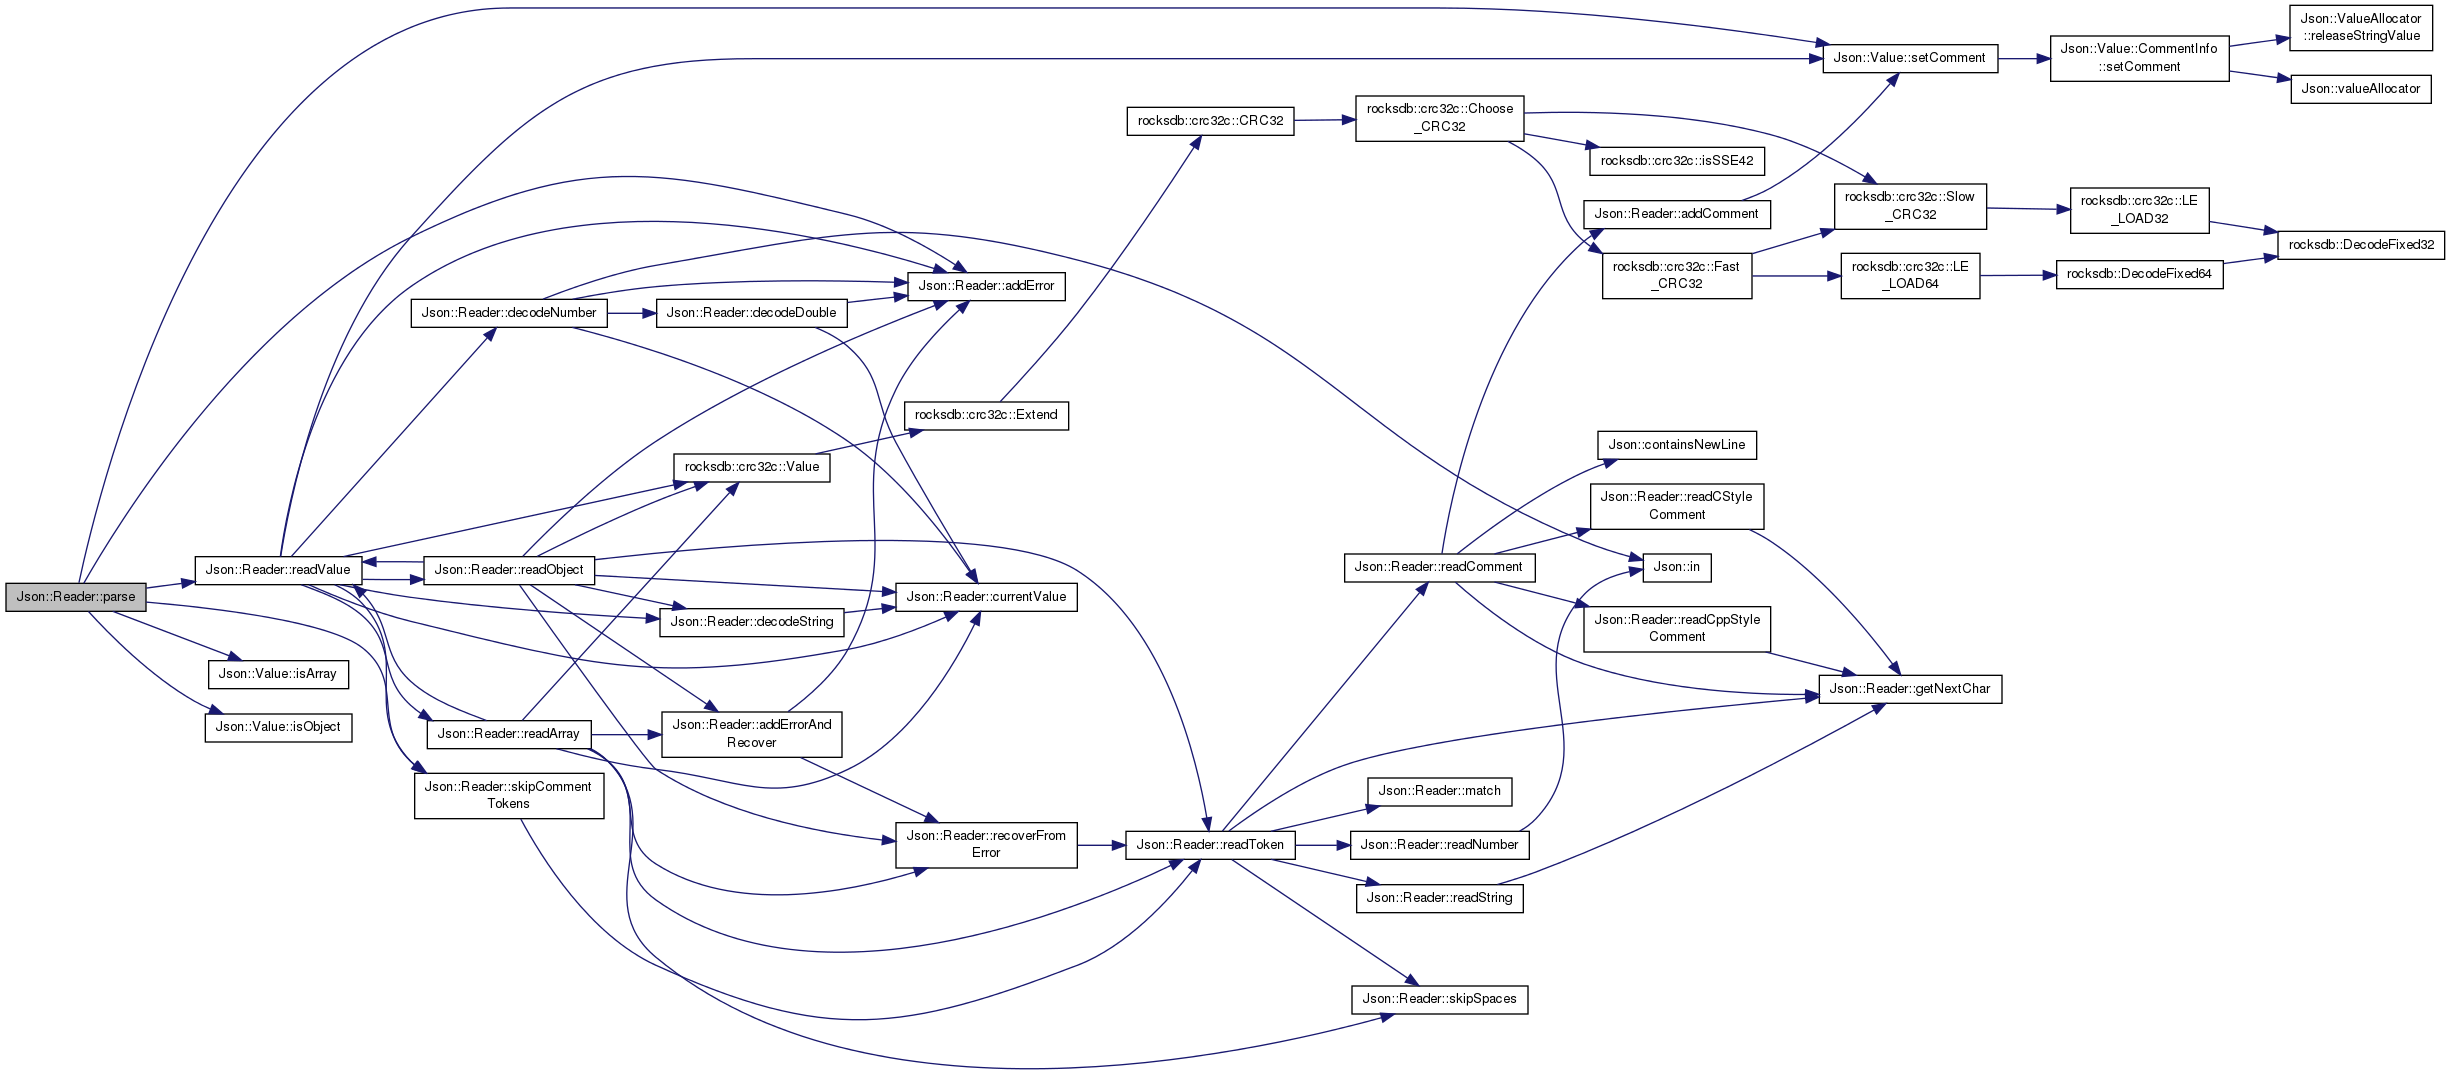 Json::Reader::parse
Json::Reader::readValue
Json::Value::isArray
Json::Value::isObject
Json::Reader::decodeNumber
Json::Reader::readObject
Json::Reader::readArray
Json::Reader::skipComment
Tokens
Json::Reader::decodeDouble
rocksdb::crc32c::Value
Json::Reader::decodeString
Json::Reader::addErrorAnd
Recover
Json::Reader::addError
rocksdb::crc32c::Extend
Json::Reader::currentValue
Json::Reader::recoverFrom
Error
rocksdb::crc32c::CRC32
Json::Reader::readToken
rocksdb::crc32c::Choose
_CRC32
Json::Reader::readComment
Json::Reader::match
Json::Reader::readNumber
Json::Reader::readString
Json::Reader::skipSpaces
rocksdb::crc32c::isSSE42
Json::Reader::addComment
rocksdb::crc32c::Fast
_CRC32
Json::containsNewLine
Json::Reader::readCStyle
Comment
Json::in
Json::Reader::readCppStyle
Comment
Json::Value::setComment
rocksdb::crc32c::Slow
_CRC32
rocksdb::crc32c::LE
_LOAD64
Json::Reader::getNextChar
Json::Value::CommentInfo
::setComment
rocksdb::crc32c::LE
_LOAD32
rocksdb::DecodeFixed64
Json::ValueAllocator
::releaseStringValue
Json::valueAllocator
rocksdb::DecodeFixed32